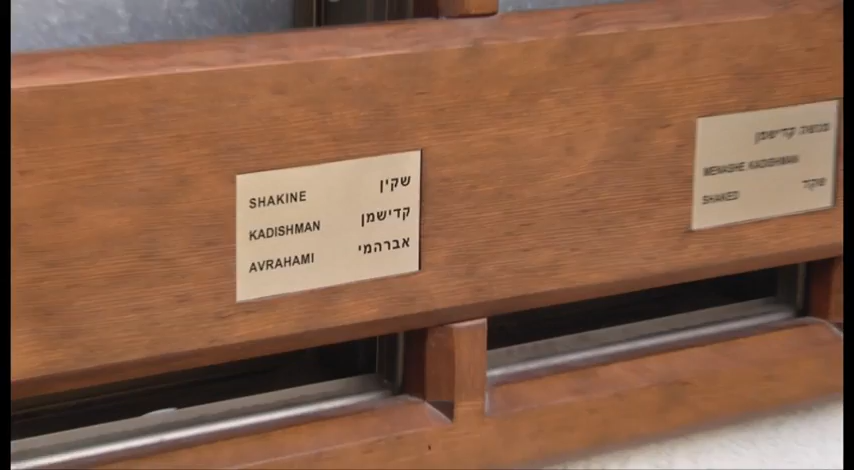 SHAKINE שקין
KADISHMAN קדישמן
AVRAHAMI אברהמי
מנשה קדישמן
MENASHE KADISHMAN
SHAKED שקד